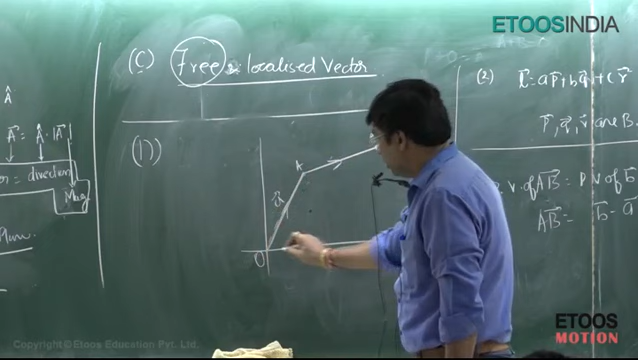 ETOOSINDIA
(C) Free & localised Vector
Â
A⃗ = Â · |A⃗|
= direction
Mag
Plane
(1)
A
a⃗
O
(2) r⃗ = a p⃗ + b q⃗ + c r⃗
p⃗, q⃗, r⃗ are B.
V. of AB⃗ = P V of b⃗
AB⃗ = b⃗ - a⃗
ETOOS
MOTION
Copyright © Etoos Education Pvt. Ltd.